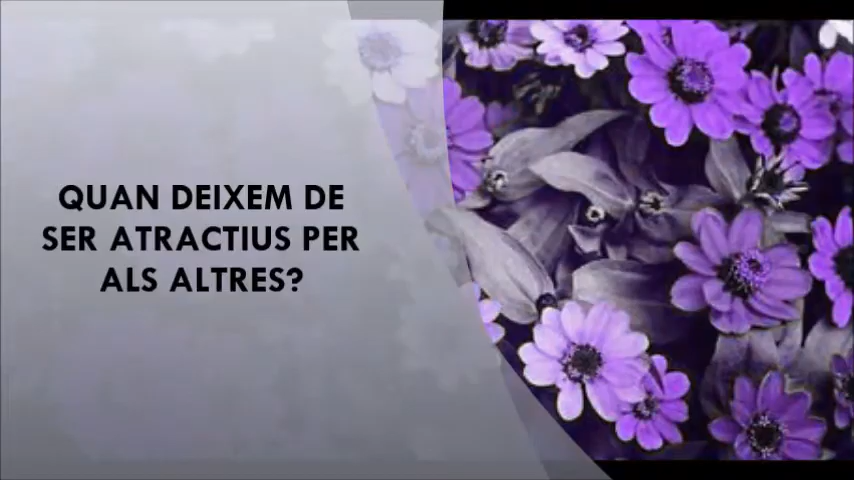 QUAN DEIXEM DE
SER ATRACTIUS PER
ALS ALTRES?